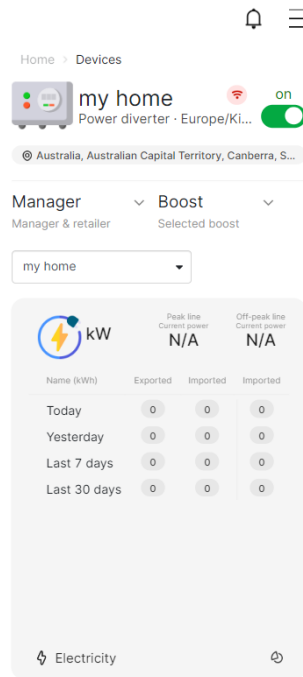 Home > Devices
my home
on
Power diverter · Europe/Ki...
Australia, Australian Capital Territory, Canberra, S...
Manager
Boost
Manager & retailer
Selected boost
my home
kW
Peak line
Current power
N/A
Off-peak line
Current power
N/A
Name (kWh) Exported Imported Imported
Today 0 0 0
Yesterday 0 0 0
Last 7 days 0 0 0
Last 30 days 0 0 0
Electricity